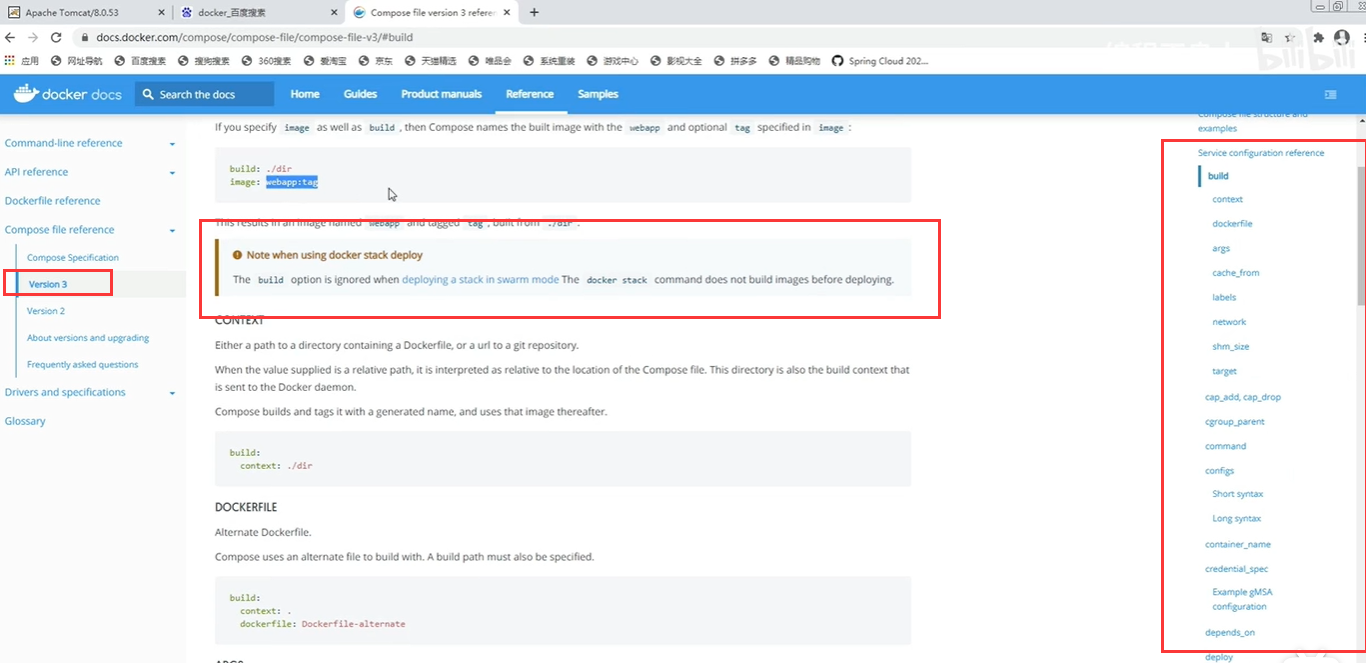 Apache Tomcat/8.0.53
docker_百度搜索
Compose file version 3 refere
docs.docker.com/compose/compose-file/compose-file-v3/#build
应用
网址导航
百度搜索
搜狗搜索
360搜索
爱淘宝
京东
天猫精选
唯品会
系统重装
游戏中心
影视大全
拼多多
精品购物
Spring Cloud 202...
docker docs
Search the docs
Home
Guides
Product manuals
Reference
Samples
Command-line reference
API reference
Dockerfile reference
Compose file reference
Compose Specification
Version 3
Version 2
About versions and upgrading
Frequently asked questions
Drivers and specifications
Glossary
If you specify image as well as build , then Compose names the built image with the webapp and optional tag specified in image :
build: ./dir
image: webapp:tag
This results in an image named webapp and tagged tag , built from ./dir .
Note when using docker stack deploy
The build option is ignored when deploying a stack in swarm mode The docker stack command does not build images before deploying.
CONTEXT
Either a path to a directory containing a Dockerfile, or a url to a git repository.
When the value supplied is a relative path, it is interpreted as relative to the location of the Compose file. This directory is also the build context that
is sent to the Docker daemon.
Compose builds and tags it with a generated name, and uses that image thereafter.
build:
context: ./dir
DOCKERFILE
Alternate Dockerfile.
Compose uses an alternate file to build with. A build path must also be specified.
build:
context: .
dockerfile: Dockerfile-alternate
ARGS
Compose file structure and
examples
Service configuration reference
build
context
dockerfile
args
cache_from
labels
network
shm_size
target
cap_add, cap_drop
cgroup_parent
command
configs
Short syntax
Long syntax
container_name
credential_spec
Example gMSA
configuration
depends_on
deploy
bilibili